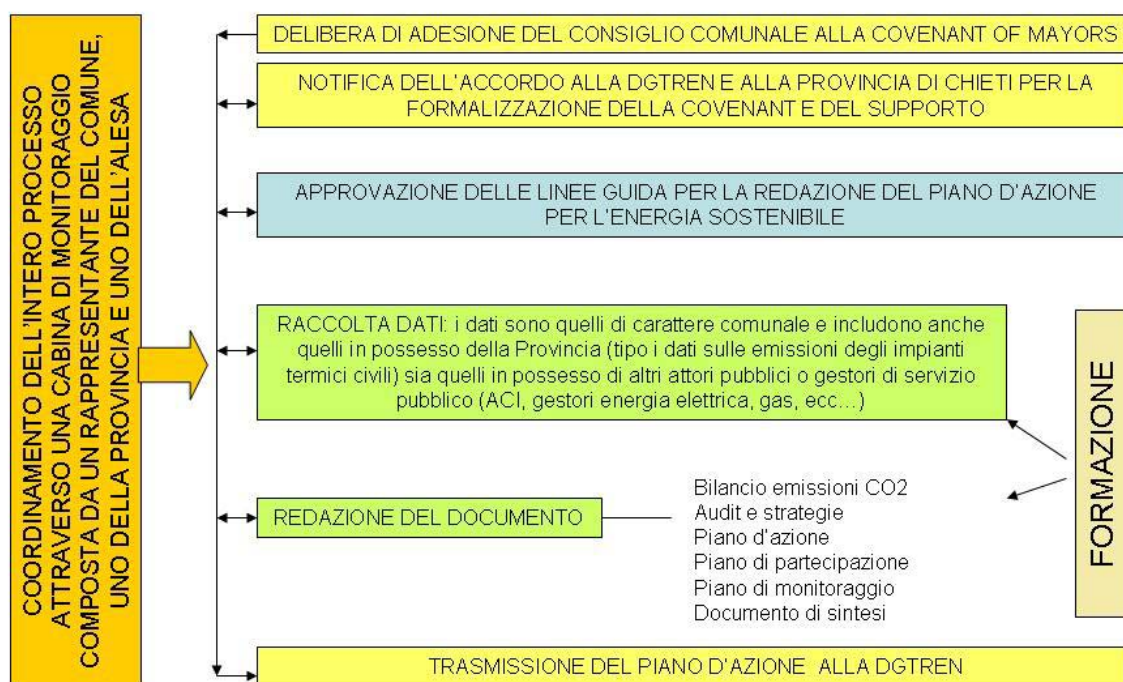 COORDINAMENTO DELL'INTERO PROCESSO
ATTRAVERSO UNA CABINA DI MONITORAGGIO
COMPOSTA DA UN RAPPRESENTANTE DEL COMUNE,
UNO DELLA PROVINCIA E UNO DELL'ALESA
DELIBERA DI ADESIONE DEL CONSIGLIO COMUNALE ALLA COVENANT OF MAYORS
NOTIFICA DELL'ACCORDO ALLA DGTREN E ALLA PROVINCIA DI CHIETI PER LA
FORMALIZZAZIONE DELLA COVENANT E DEL SUPPORTO
APPROVAZIONE DELLE LINEE GUIDA PER LA REDAZIONE DEL PIANO D'AZIONE
PER L'ENERGIA SOSTENIBILE
RACCOLTA DATI: i dati sono quelli di carattere comunale e includono anche
quelli in possesso della Provincia (tipo i dati sulle emissioni degli impianti
termici civili) sia quelli in possesso di altri attori pubblici o gestori di servizio
pubblico (ACI, gestori energia elettrica, gas, ecc...)
FORMAZIONE
REDAZIONE DEL DOCUMENTO
Bilancio emissioni CO2
Audit e strategie
Piano d'azione
Piano di partecipazione
Piano di monitoraggio
Documento di sintesi
TRASMISSIONE DEL PIANO D'AZIONE ALLA DGTREN